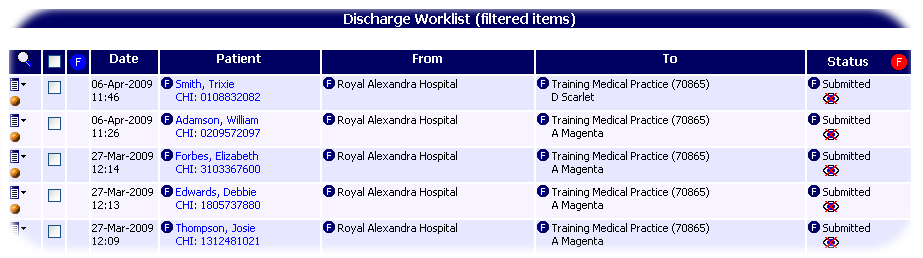 Discharge Worklist (filtered items)
F Date Patient From To Status F
06-Apr-2009 F Smith, Trixie F Royal Alexandra Hospital F Training Medical Practice (70865) F Submitted
11:46 CHI: 0108832082 D Scarlet
06-Apr-2009 F Adamson, William F Royal Alexandra Hospital F Training Medical Practice (70865) F Submitted
11:26 CHI: 0209572097 A Magenta
27-Mar-2009 F Forbes, Elizabeth F Royal Alexandra Hospital F Training Medical Practice (70865) F Submitted
12:14 CHI: 3103367600 A Magenta
27-Mar-2009 F Edwards, Debbie F Royal Alexandra Hospital F Training Medical Practice (70865) F Submitted
12:13 CHI: 1805737880 A Magenta
27-Mar-2009 F Thompson, Josie F Royal Alexandra Hospital F Training Medical Practice (70865) F Submitted
12:09 CHI: 1312481021 A Magenta